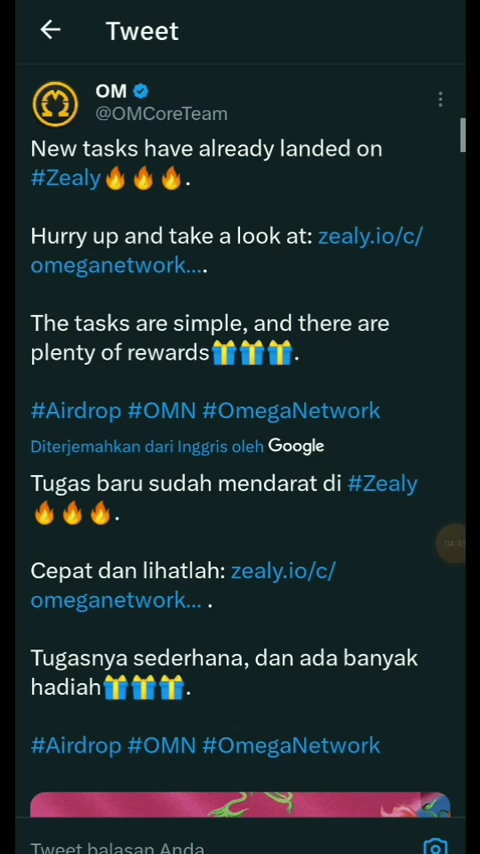 Tweet
OM
@OMCoreTeam
New tasks have already landed on
#Zealy🔥🔥🔥.
Hurry up and take a look at: zealy.io/c/
omeganetwork....
The tasks are simple, and there are
plenty of rewards🎁🎁🎁.
#Airdrop #OMN #OmegaNetwork
Diterjemahkan dari Inggris oleh Google
Tugas baru sudah mendarat di #Zealy
🔥🔥🔥.
Cepat dan lihatlah: zealy.io/c/
omeganetwork... .
Tugasnya sederhana, dan ada banyak
hadiah🎁🎁🎁.
#Airdrop #OMN #OmegaNetwork
Tweet balasan Anda